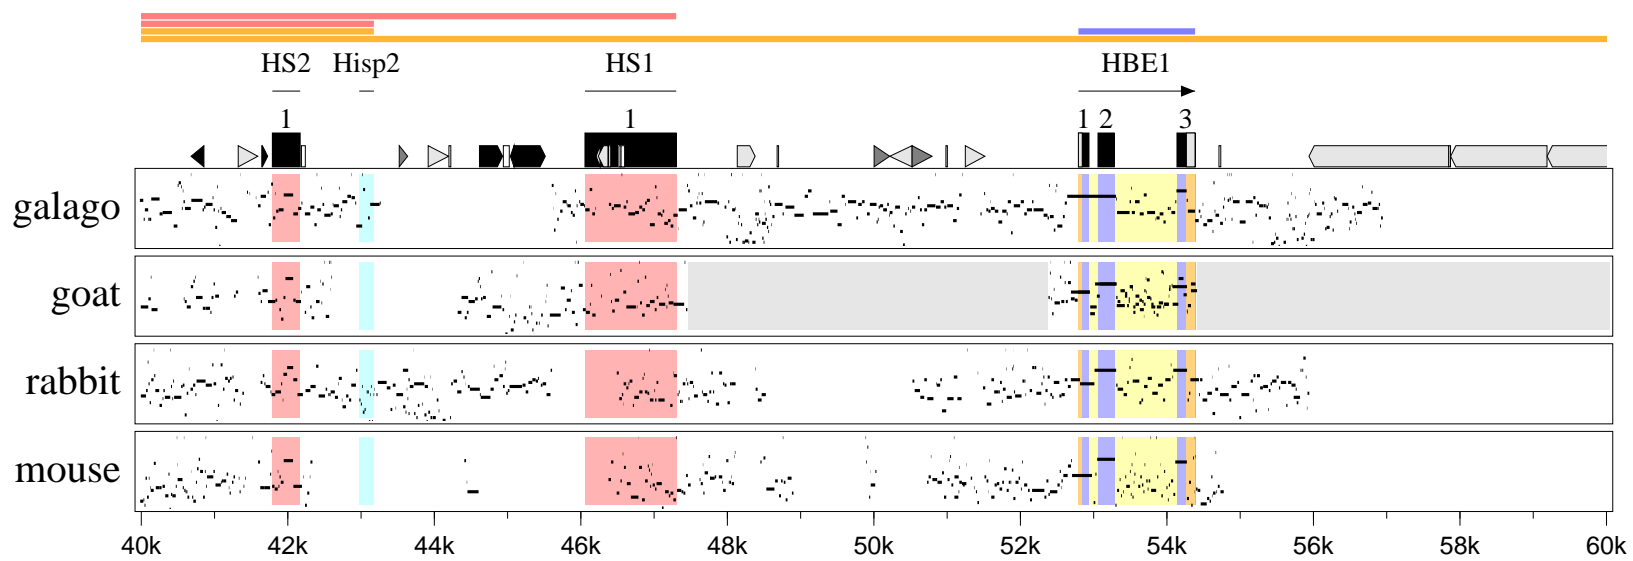 HS2 Hisp2 HS1 HBE1
1 1 1 2 3
galago
goat
rabbit
mouse
40k 42k 44k 46k 48k 50k 52k 54k 56k 58k 60k